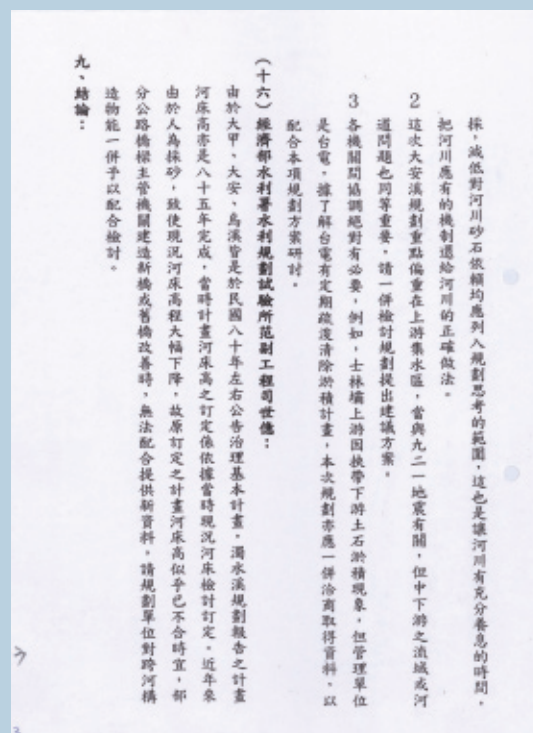 採，減低對河川砂石依賴均應列入規劃思考的範圍，這也是讓河川有充分養息的時間，
把河川應有的機制還給河川的正確做法。
2 這次大安溪規劃重點偏重在上游集水區，當與九二一地震有關，但中下游之流域或河
道問題也同等重要，請一併檢討規劃提出建議方案。
3 各機關間協調絕對有必要，例如，士林壩上游因挾帶下游土石淤積現象，但管理單位
是台電，據了解台電有定期疏浚清除淤積計畫，本次規劃亦應一併洽商取得資料，以
配合本項規劃方案研討。
(十六) 經濟部水利署水利規劃試驗所范副工程司世億：
由於大甲、大安、烏溪皆是於民國八十年左右公告治理基本計畫，濁水溪規劃報告之計畫
河床高亦是八十五年完成，當時計畫河床高之訂定係依據當時現況河床檢討訂定。近年來
由於人為採砂，致使現況河床高程大幅下降，故原訂定之計畫河床高似乎已不合時宜，部
分公路橋樑主管機關建造新橋或舊橋改善時，無法配合提供新資料。請規劃單位對跨河構
造物能一併予以配合檢討。
九、結論：